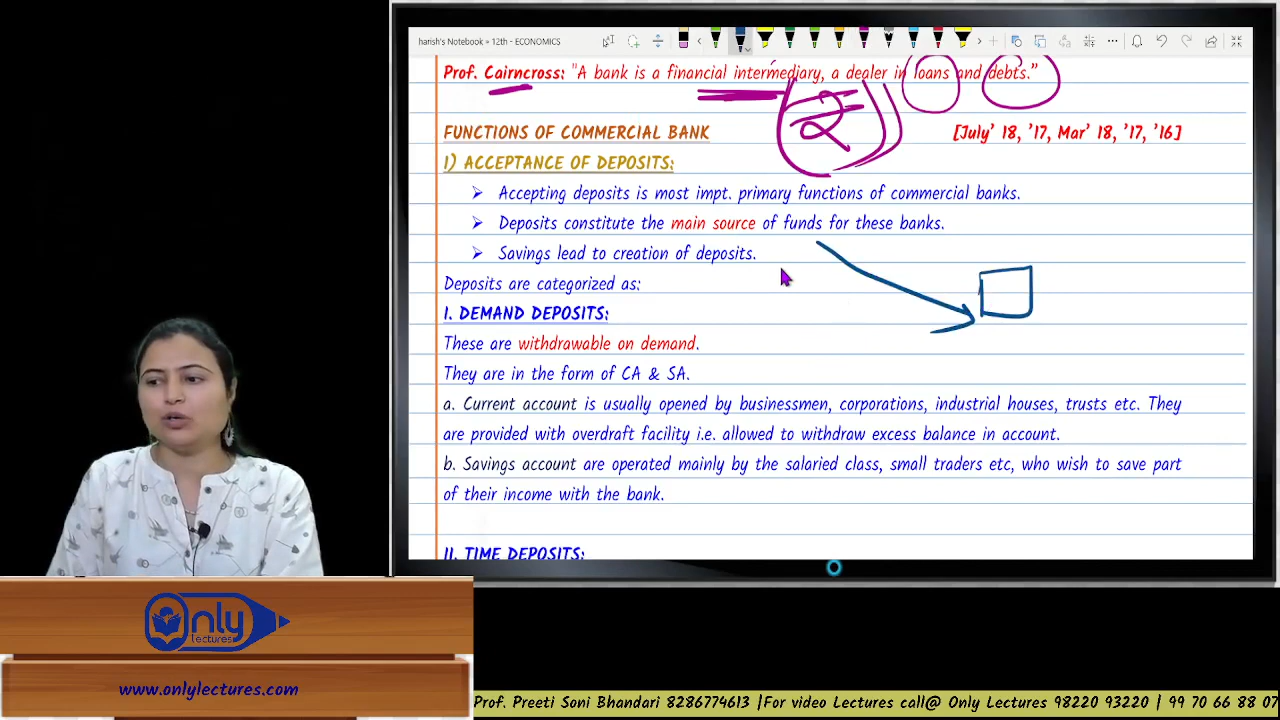 harish's Notebook » 12th - ECONOMICS
Prof. Cairncross: "A bank is a financial intermediary, a dealer in loans and debts."
FUNCTIONS OF COMMERCIAL BANK [July' 18, '17, Mar' 18, '17, '16]
1) ACCEPTANCE OF DEPOSITS:
➢ Accepting deposits is most impt. primary functions of commercial banks.
➢ Deposits constitute the main source of funds for these banks.
➢ Savings lead to creation of deposits.
Deposits are categorized as:
I. DEMAND DEPOSITS:
These are withdrawable on demand.
They are in the form of CA & SA.
a. Current account is usually opened by businessmen, corporations, industrial houses, trusts etc. They
are provided with overdraft facility i.e. allowed to withdraw excess balance in account.
b. Savings account are operated mainly by the salaried class, small traders etc, who wish to save part
of their income with the bank.
II. TIME DEPOSITS:
Only
lectures
www.onlylectures.com
Prof. Preeti Soni Bhandari 8286774613 |For video Lectures call@ Only Lectures 98220 93220 | 99 70 66 88 07